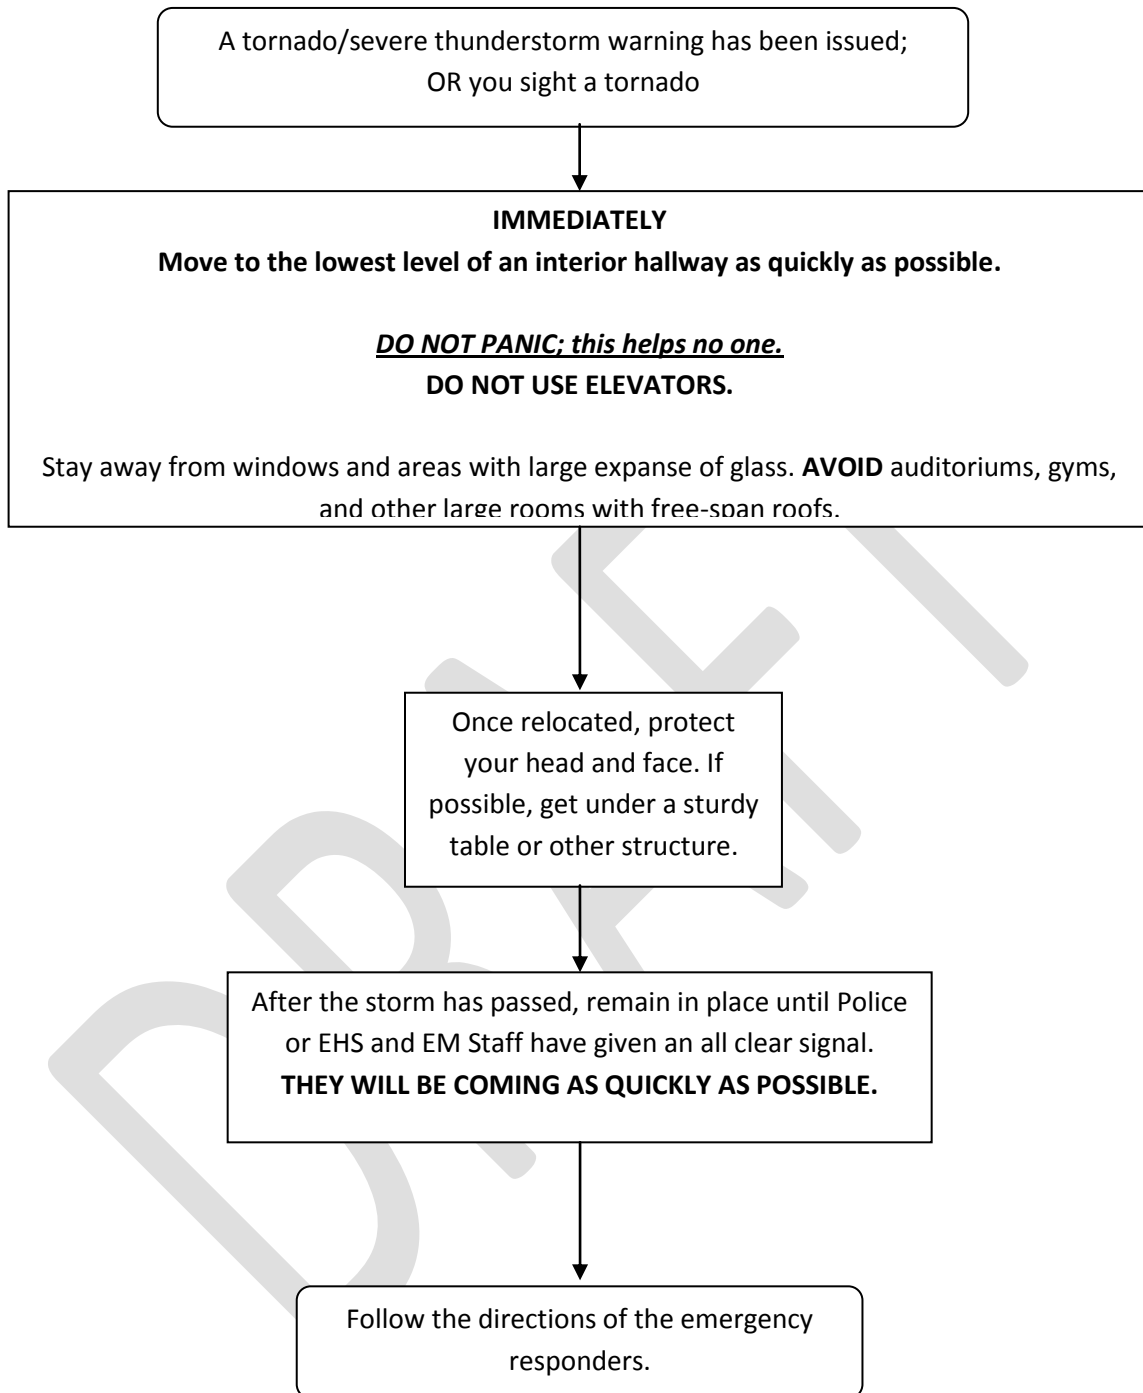 A tornado/severe thunderstorm warning has been issued;
OR you sight a tornado
IMMEDIATELY
Move to the lowest level of an interior hallway as quickly as possible.
DO NOT PANIC; this helps no one.
DO NOT USE ELEVATORS.
Stay away from windows and areas with large expanse of glass. AVOID auditoriums, gyms,
and other large rooms with free-span roofs.
Once relocated, protect
your head and face. If
possible, get under a sturdy
table or other structure.
After the storm has passed, remain in place until Police
or EHS and EM Staff have given an all clear signal.
THEY WILL BE COMING AS QUICKLY AS POSSIBLE.
Follow the directions of the emergency
responders.
DRAFT